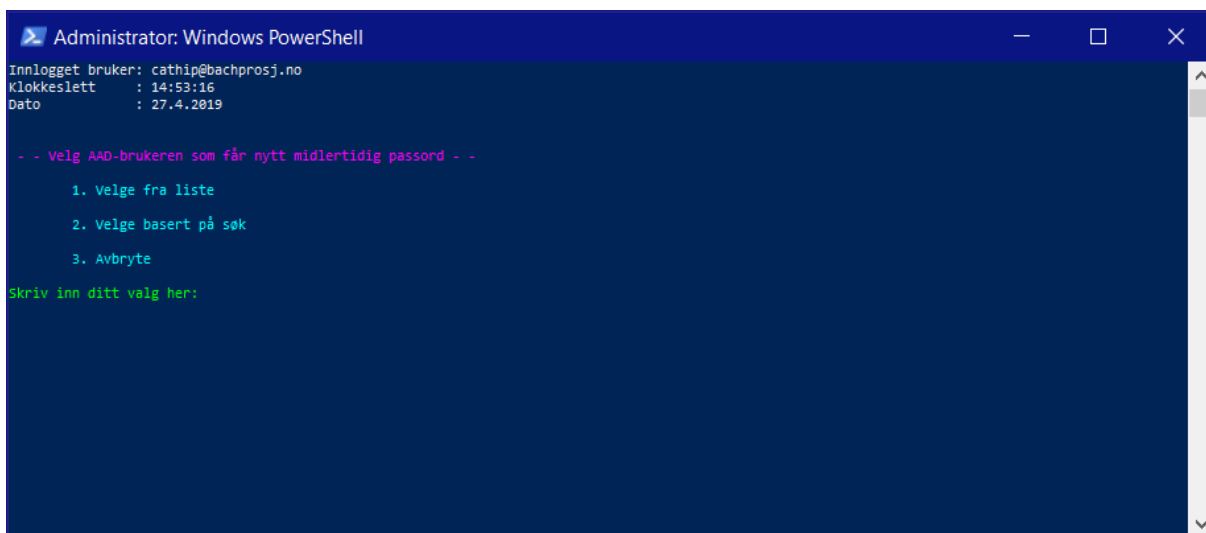 Administrator: Windows PowerShell
Innlogget bruker: cathip@bachprosj.no
Klokkeslett     : 14:53:16
Dato            : 27.4.2019
- - Velg AAD-brukeren som får nytt midlertidig passord - -
1. Velge fra liste
2. Velge basert på søk
3. Avbryte
Skriv inn ditt valg her: